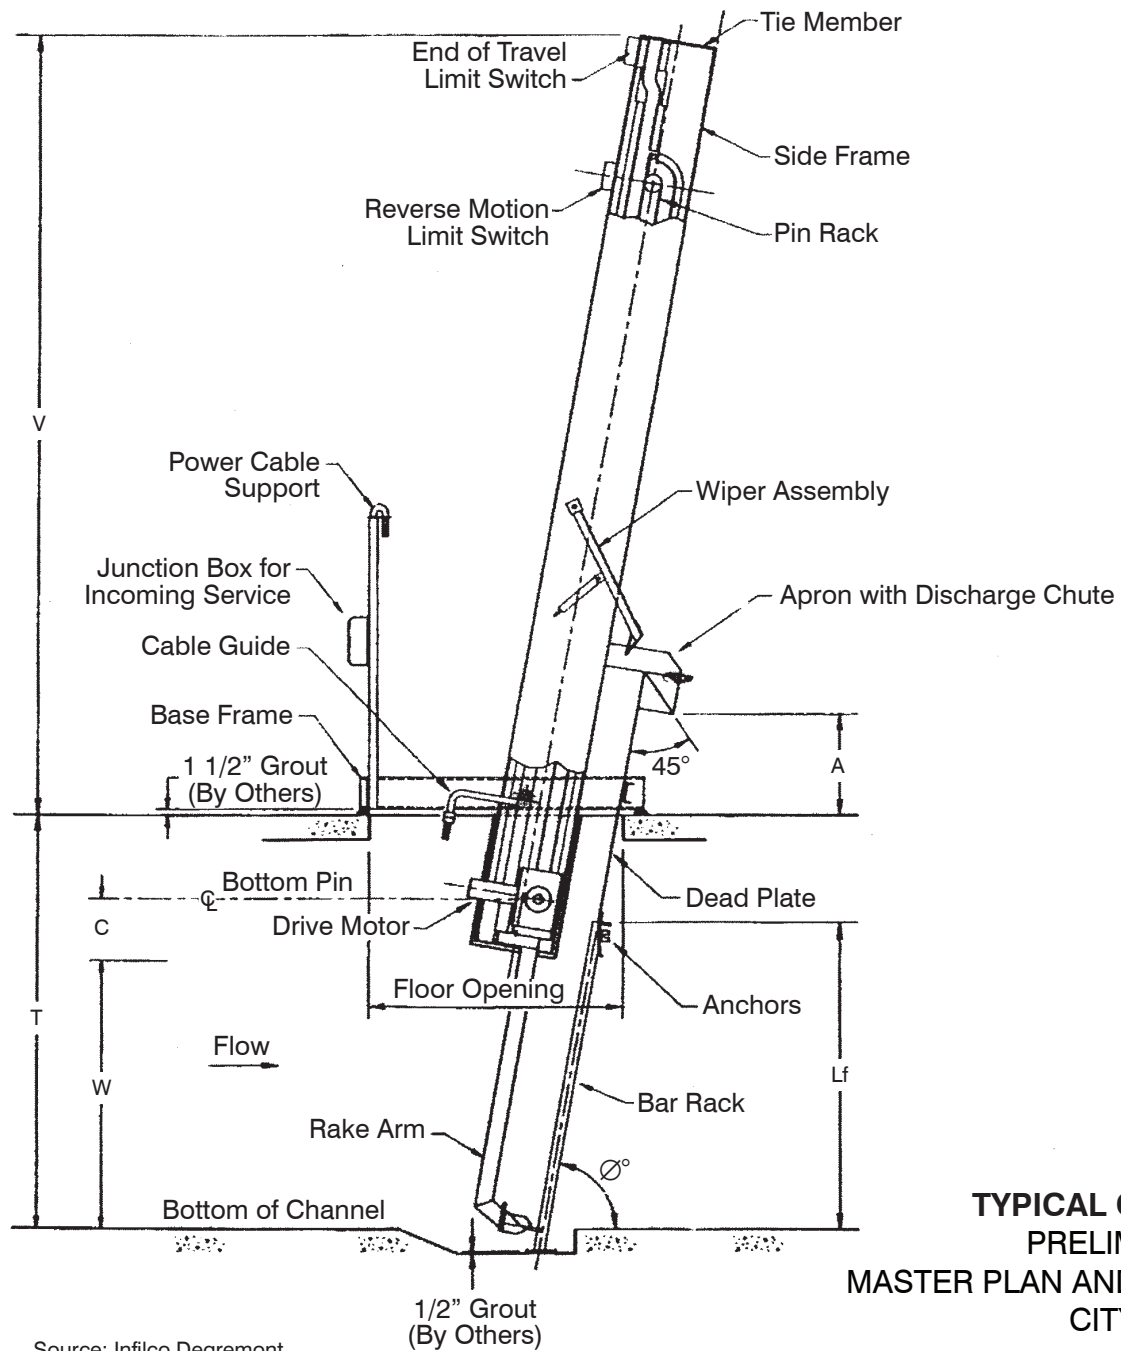 Tie Member
End of Travel
Limit Switch
Side Frame
Reverse Motion
Limit Switch
Pin Rack
V
Power Cable
Support
Wiper Assembly
Junction Box for
Incoming Service
Apron with Discharge Chute
Cable Guide
Base Frame
1 1/2” Grout
(By Others)
45°
A
Bottom Pin
℄
Dead Plate
Drive Motor
C
Floor Opening
Anchors
T
Flow
W
Lf
Bar Rack
Rake Arm
Ø°
Bottom of Channel
TYPICAL
PRELIM
MASTER PLAN AND
CITY
1/2” Grout
(By Others)
Source: Infilco Degremont